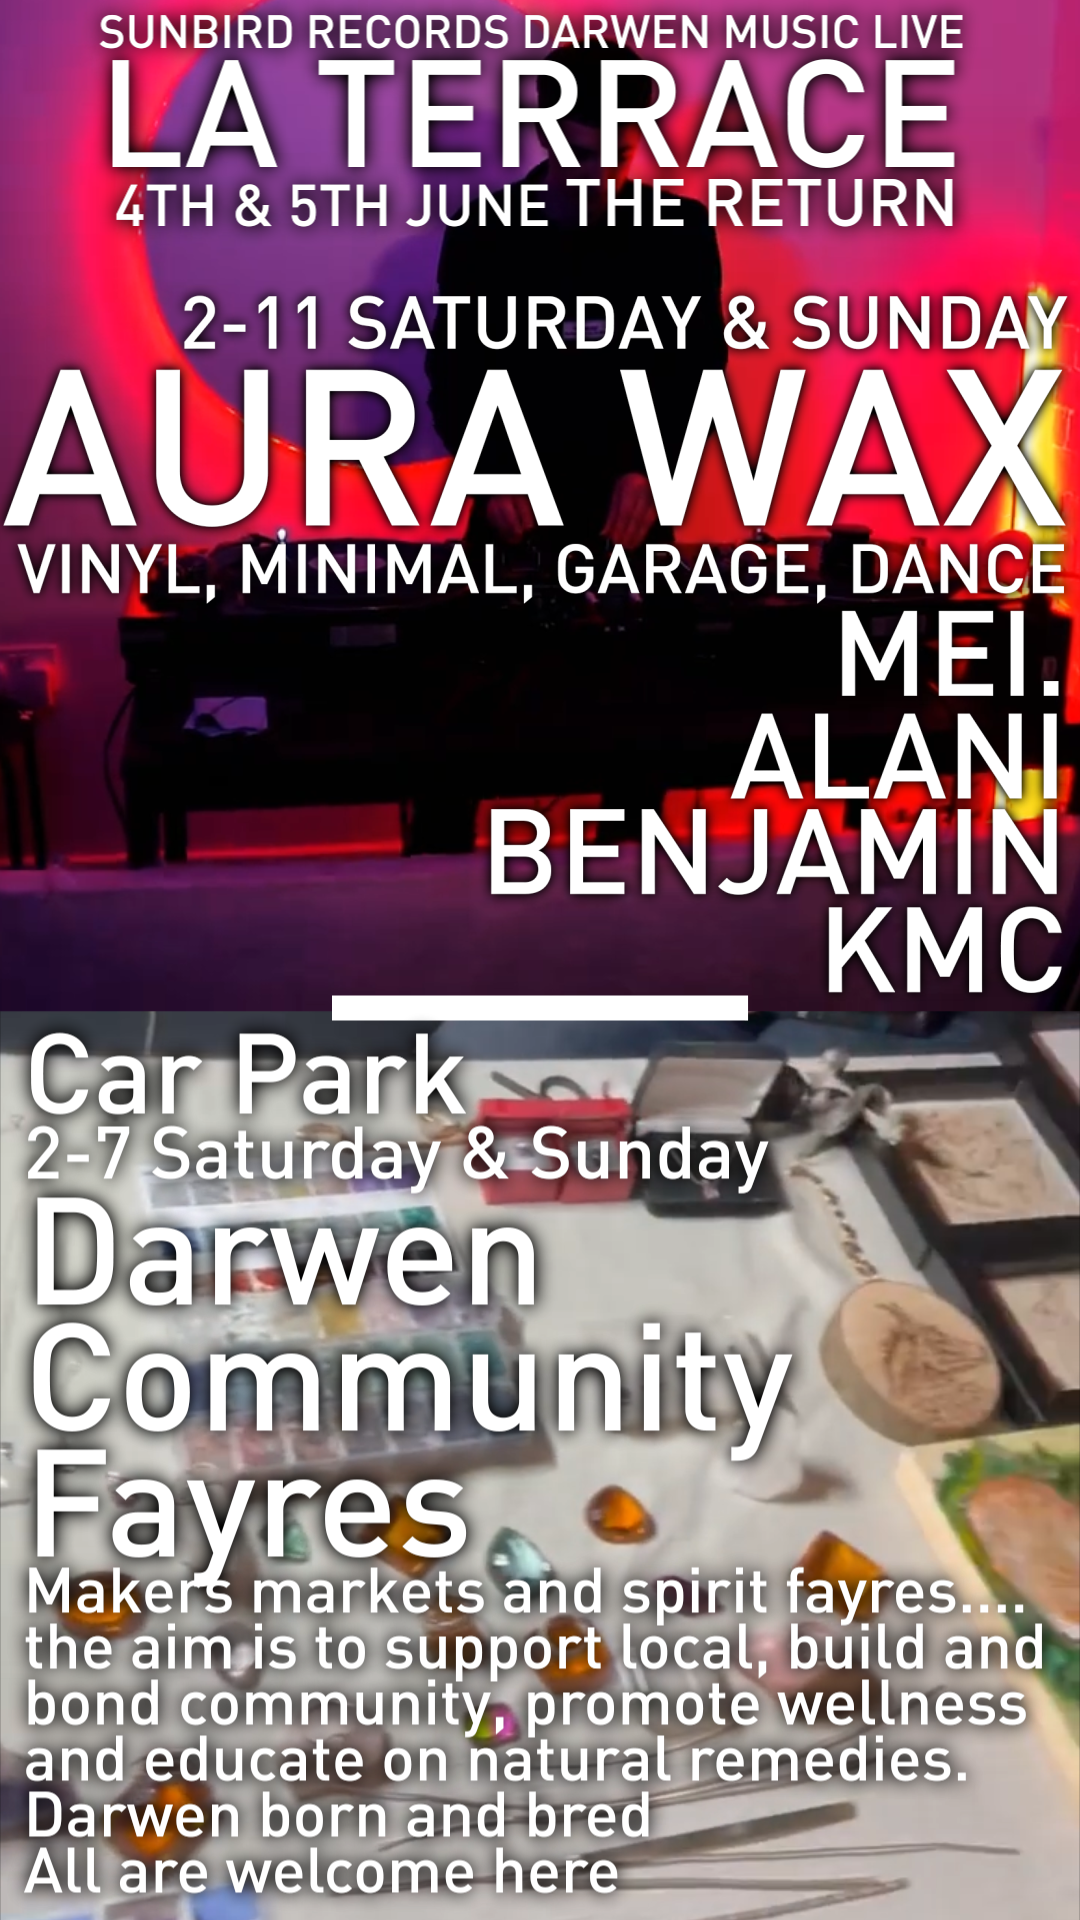 SUNBIRD RECORDS DARWEN MUSIC LIVE
LA TERRACE
4TH & 5TH JUNE THE RETURN
2-11 SATURDAY & SUNDAY
AURA WAX
VINYL, MINIMAL, GARAGE, DANCE
MEI.
ALANI
BENJAMIN
KMC
Car Park
2-7 Saturday & Sunday
Darwen
Community
Fayres
Makers markets and spirit fayres....
the aim is to support local, build and
bond community, promote wellness
and educate on natural remedies.
Darwen born and bred
All are welcome here